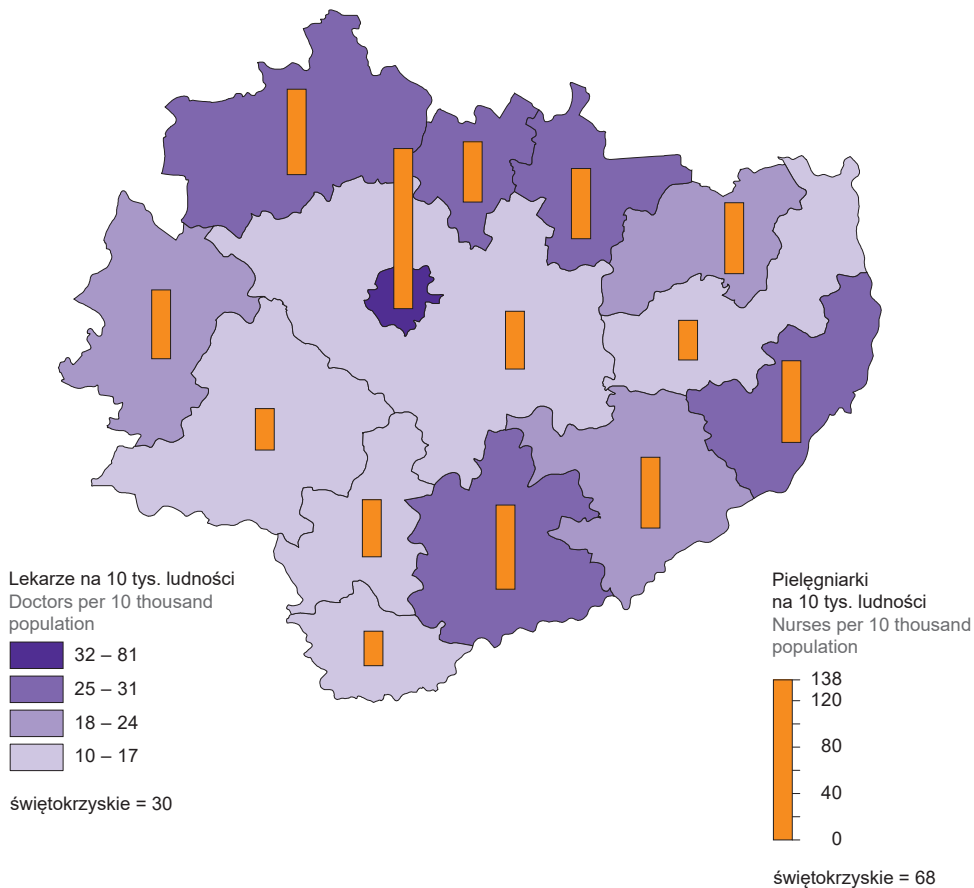 Lekarze na 10 tys. ludności
Doctors per 10 thousand
population
32 – 81
25 – 31
18 – 24
10 – 17
świętokrzyskie = 30
Pielęgniarki
na 10 tys. ludności
Nurses per 10 thousand
population
138
120
80
40
0
świętokrzyskie = 68